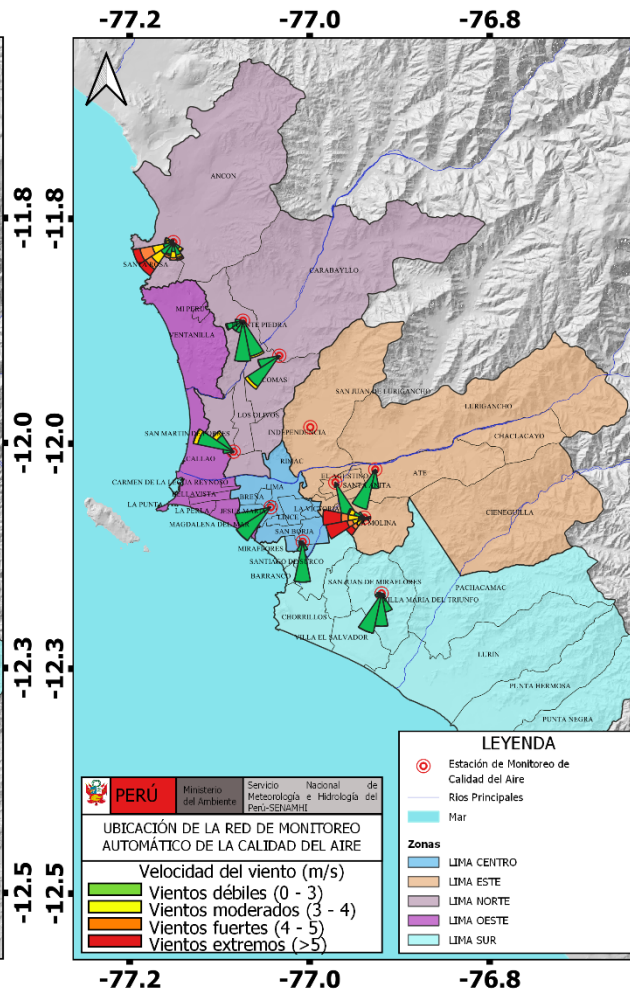 -77.2 -77.0 -76.8
ANCON
-11.8 -11.8
SANTA ROSA
CARABAYLLO
MI PERU
VENTANILLA
COMAS
SAN JUAN DE LURIGANCHO
LURIGANCHO
LOS OLIVOS
INDEPENDENCIA
CHACLACAYO
-12.0 -12.0
RIMAC
CALLAO
ATE
EL AGUSTINO
SANTA ANITA
CARMEN DE LA LEGUA REYNOSO
LIMA
BELLAVISTA
BREÑA
LA PUNTA
LA PERLA
JESUS MARIA
LA VICTORIA
LINCE
MAGDALENA DEL MAR
CIENEGUILLA
SAN BORJA
MIRAFLORES
SANTIAGO DE SURCO
BARRANCO
SAN JUAN DE MIRAFLORES
PACHACAMAC
VILLA MARIA DEL TRIUNFO
CHORRILLOS
VILLA EL SALVADOR
LURIN
-12.3 -12.3
PUNTA HERMOSA
PUNTA NEGRA
LEYENDA
Estación de Monitoreo de
Calidad del Aire
Rios Principales
Mar
Zonas
LIMA CENTRO
LIMA ESTE
LIMA NORTE
LIMA OESTE
LIMA SUR
PERÚ
Ministerio
del Ambiente
Servicio Nacional de
Meteorología e Hidrología del
Perú-SENAMHI
UBICACIÓN DE LA RED DE MONITOREO
AUTOMÁTICO DE LA CALIDAD DEL AIRE
Velocidad del viento (m/s)
Vientos débiles (0 - 3)
Vientos moderados (3 - 4)
Vientos fuertes (4 - 5)
Vientos extremos (>5)
-12.5 -12.5
-77.2 -77.0 -76.8